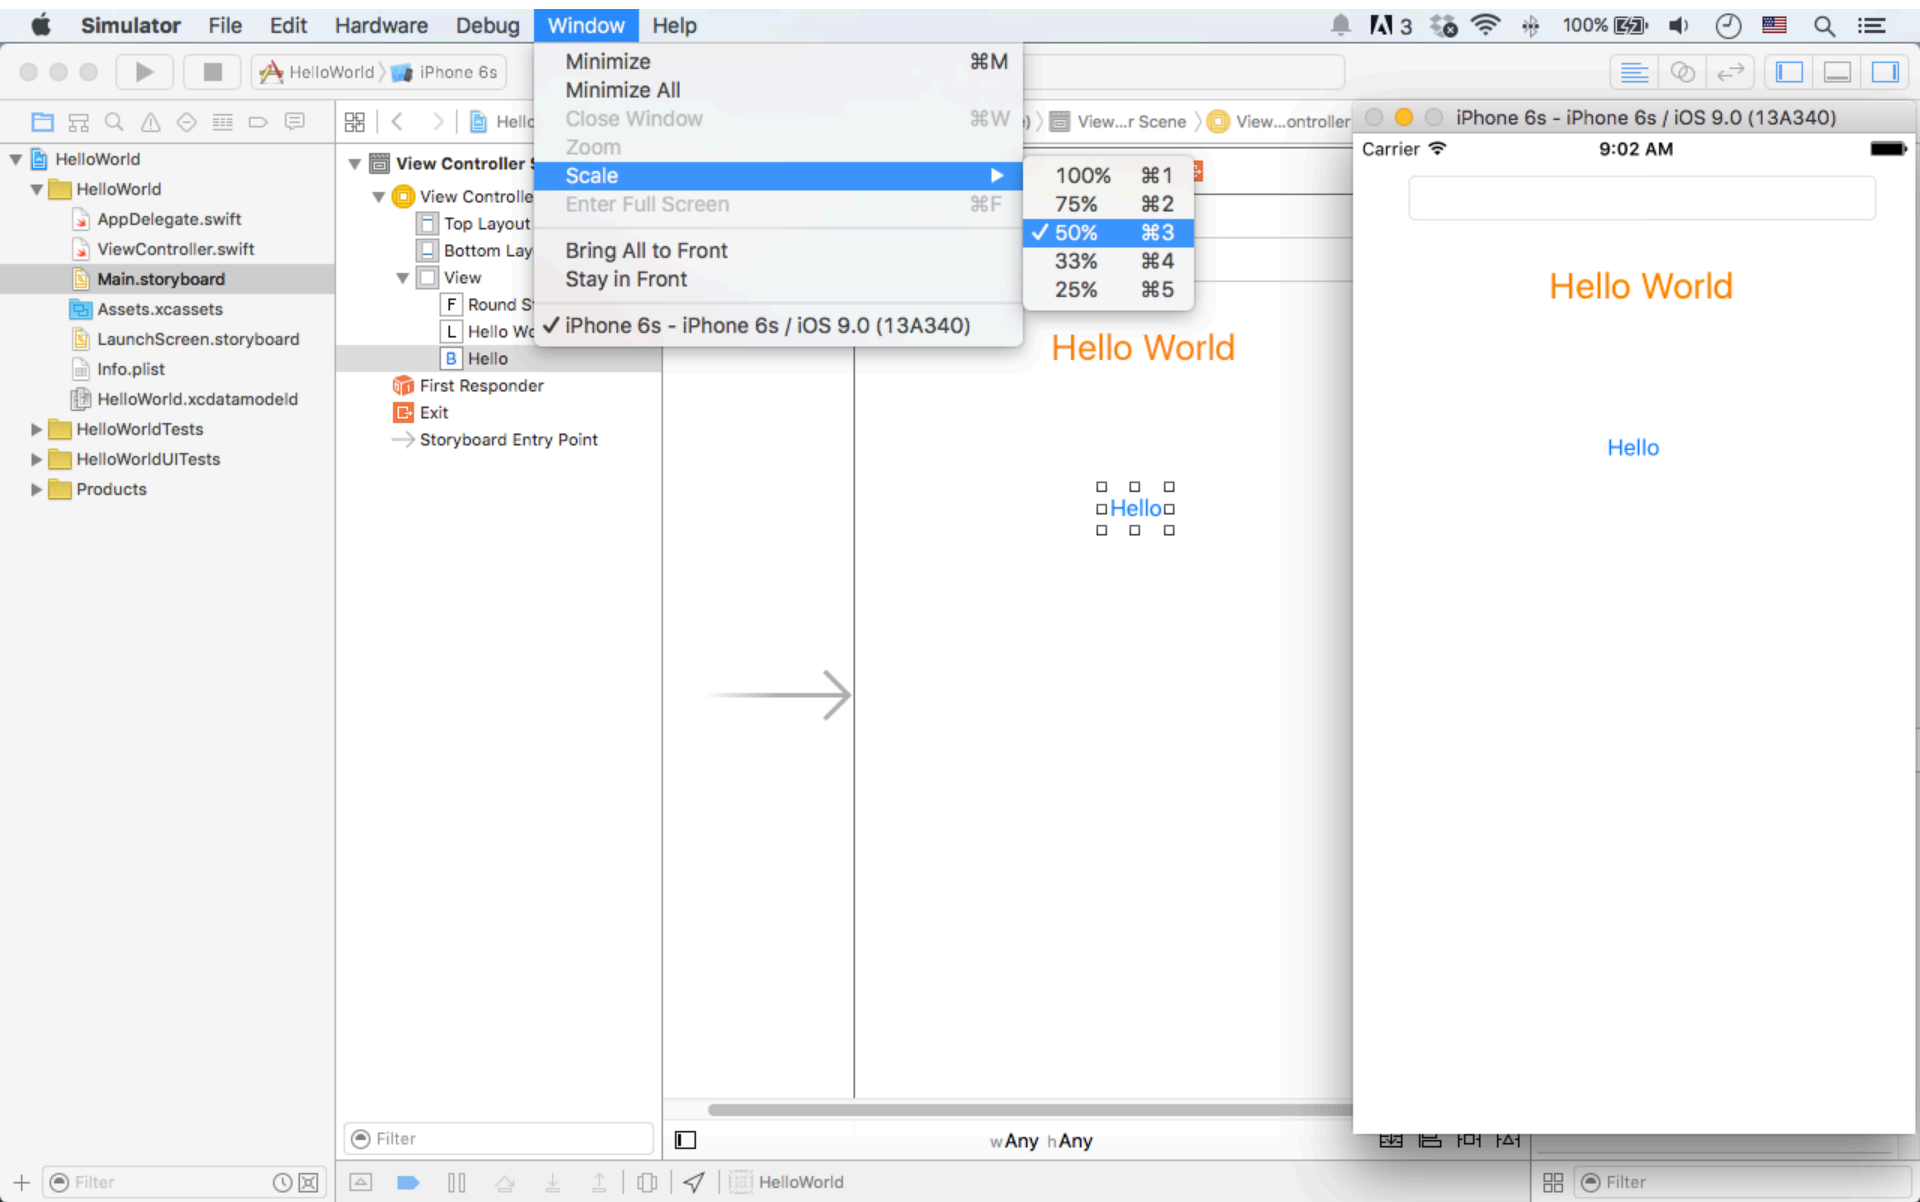 Simulator File Edit Hardware Debug Window Help 3 100%
HelloWorld iPhone 6s
Minimize ⌘M
Minimize All
Close Window ⌘W
Zoom
Scale
Enter Full Screen ⌘F
Bring All to Front
Stay in Front
✓ iPhone 6s - iPhone 6s / iOS 9.0 (13A340)
100% ⌘1
75% ⌘2
✓ 50% ⌘3
33% ⌘4
25% ⌘5
View...r Scene View...ontroller
HelloWorld
HelloWorld
AppDelegate.swift
ViewController.swift
Main.storyboard
Assets.xcassets
LaunchScreen.storyboard
Info.plist
HelloWorld.xcdatamodeld
HelloWorldTests
HelloWorldUITests
Products
View Controller
View Controlle
Top Layout
Bottom Lay
View
F Round S
L Hello Wo
B Hello
First Responder
Exit
Storyboard Entry Point
Hello World
Hello
iPhone 6s - iPhone 6s / iOS 9.0 (13A340)
Carrier 9:02 AM
Hello World
Hello
Filter
wAny hAny
Filter
HelloWorld
Filter